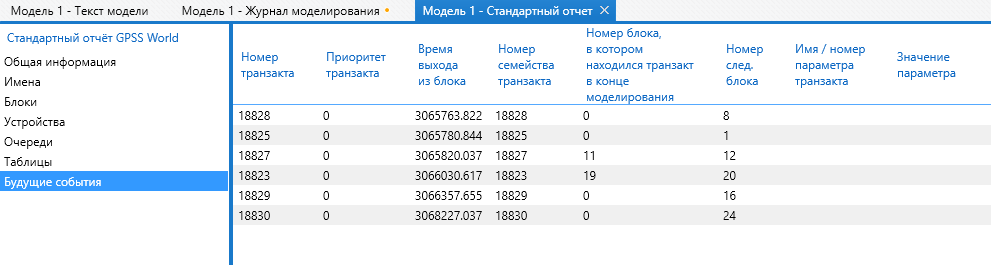 Модель 1 - Текст модели Модель 1 - Журнал моделирования Модель 1 - Стандартный отчет
Стандартный отчёт GPSS World
Общая информация
Имена
Блоки
Устройства
Очереди
Таблицы
Будущие события
Номер
транзакта
Приоритет
транзакта
Время
выхода
из блока
Номер
семейства
транзакта
Номер блока,
в котором
находился транзакт
в конце
моделирования
Номер
след.
блока
Имя / номер
параметра
транзакта
Значение
параметра
18828 0 3065763.822 18828 0 8
18825 0 3065780.844 18825 0 1
18827 0 3065820.037 18827 11 12
18823 0 3066030.617 18823 19 20
18829 0 3066357.655 18829 0 16
18830 0 3068227.037 18830 0 24